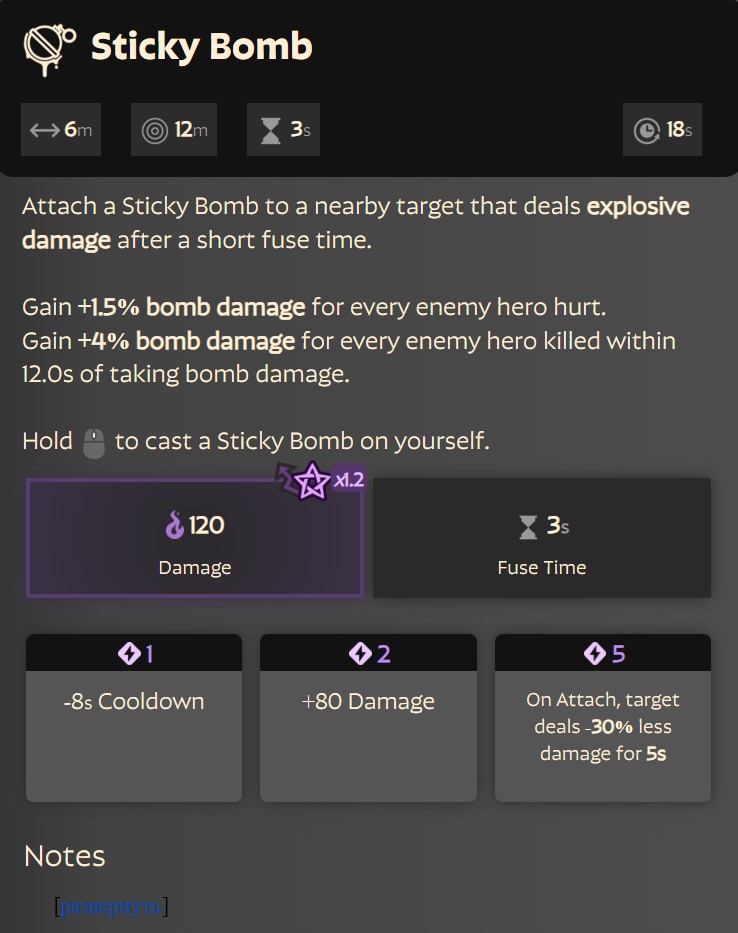 Sticky Bomb
6m 12m 3s 18s
Attach a Sticky Bomb to a nearby target that deals explosive
damage after a short fuse time.
Gain +1.5% bomb damage for every enemy hero hurt.
Gain +4% bomb damage for every enemy hero killed within
12.0s of taking bomb damage.
Hold to cast a Sticky Bomb on yourself.
x1.2
120
Damage
3s
Fuse Time
1
-8s Cooldown
2
+80 Damage
5
On Attach, target
deals -30% less
damage for 5s
Notes
[развернуть]